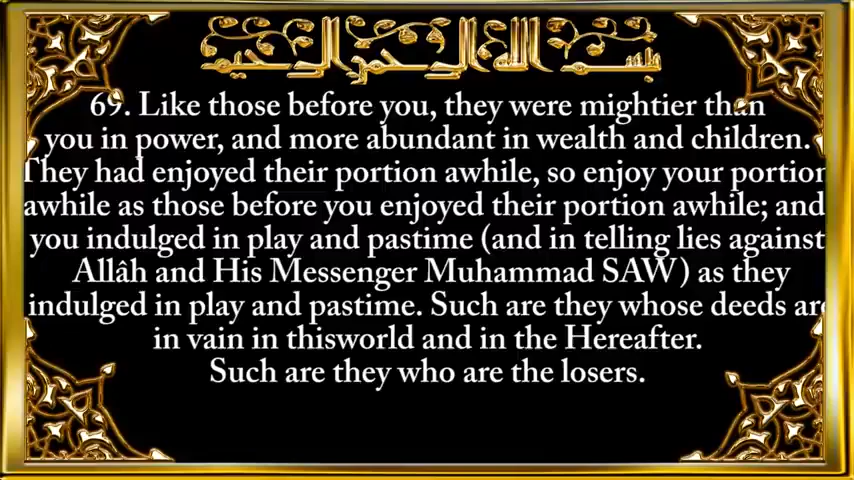 بسم الله الرحمن الرحيم
69. Like those before you, they were mightier than
you in power, and more abundant in wealth and children.
They had enjoyed their portion awhile, so enjoy your portion
awhile as those before you enjoyed their portion awhile; and
you indulged in play and pastime (and in telling lies against
Allâh and His Messenger Muhammad SAW) as they
indulged in play and pastime. Such are they whose deeds are
in vain in thisworld and in the Hereafter.
Such are they who are the losers.